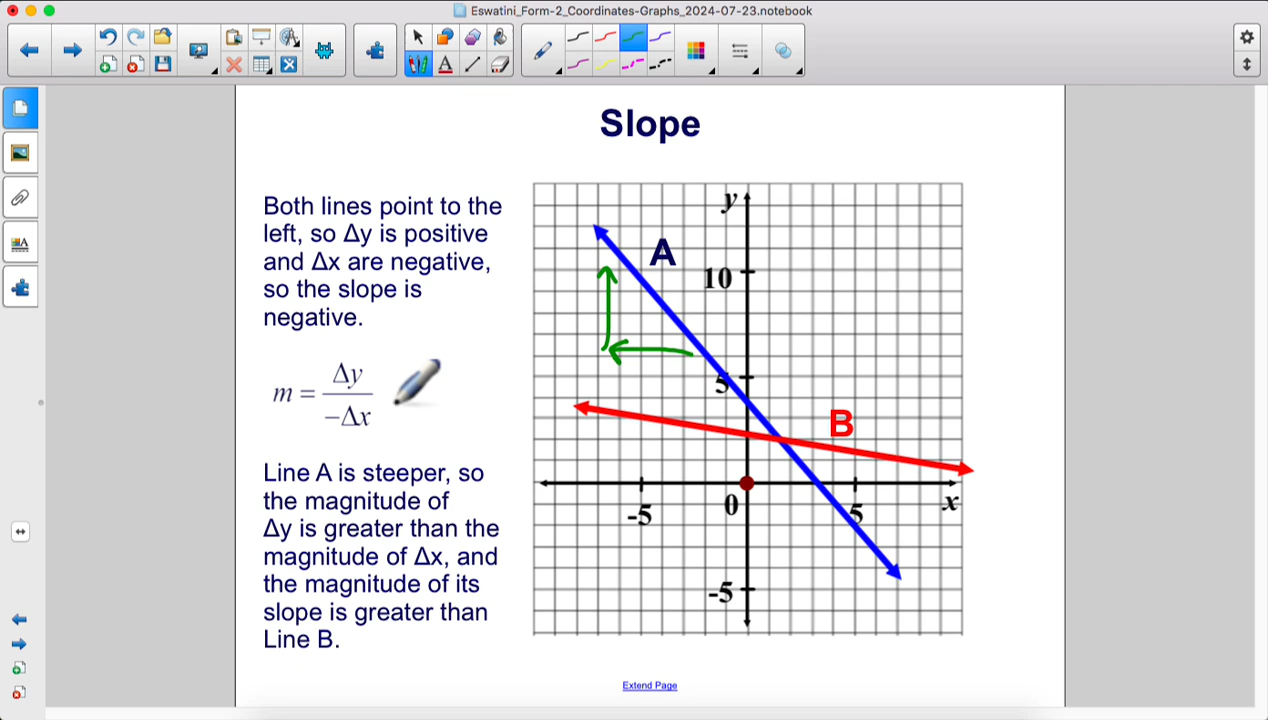 Eswatini_Form-2_Coordinates-Graphs_2024-07-23.notebook
Slope
Both lines point to the
left, so Δy is positive
and Δx are negative,
so the slope is
negative.
m = Δy / −Δx
Line A is steeper, so
the magnitude of
Δy is greater than the
magnitude of Δx, and
the magnitude of its
slope is greater than
Line B.
y
A
10
5
B
-5
0
5
x
-5
Extend Page